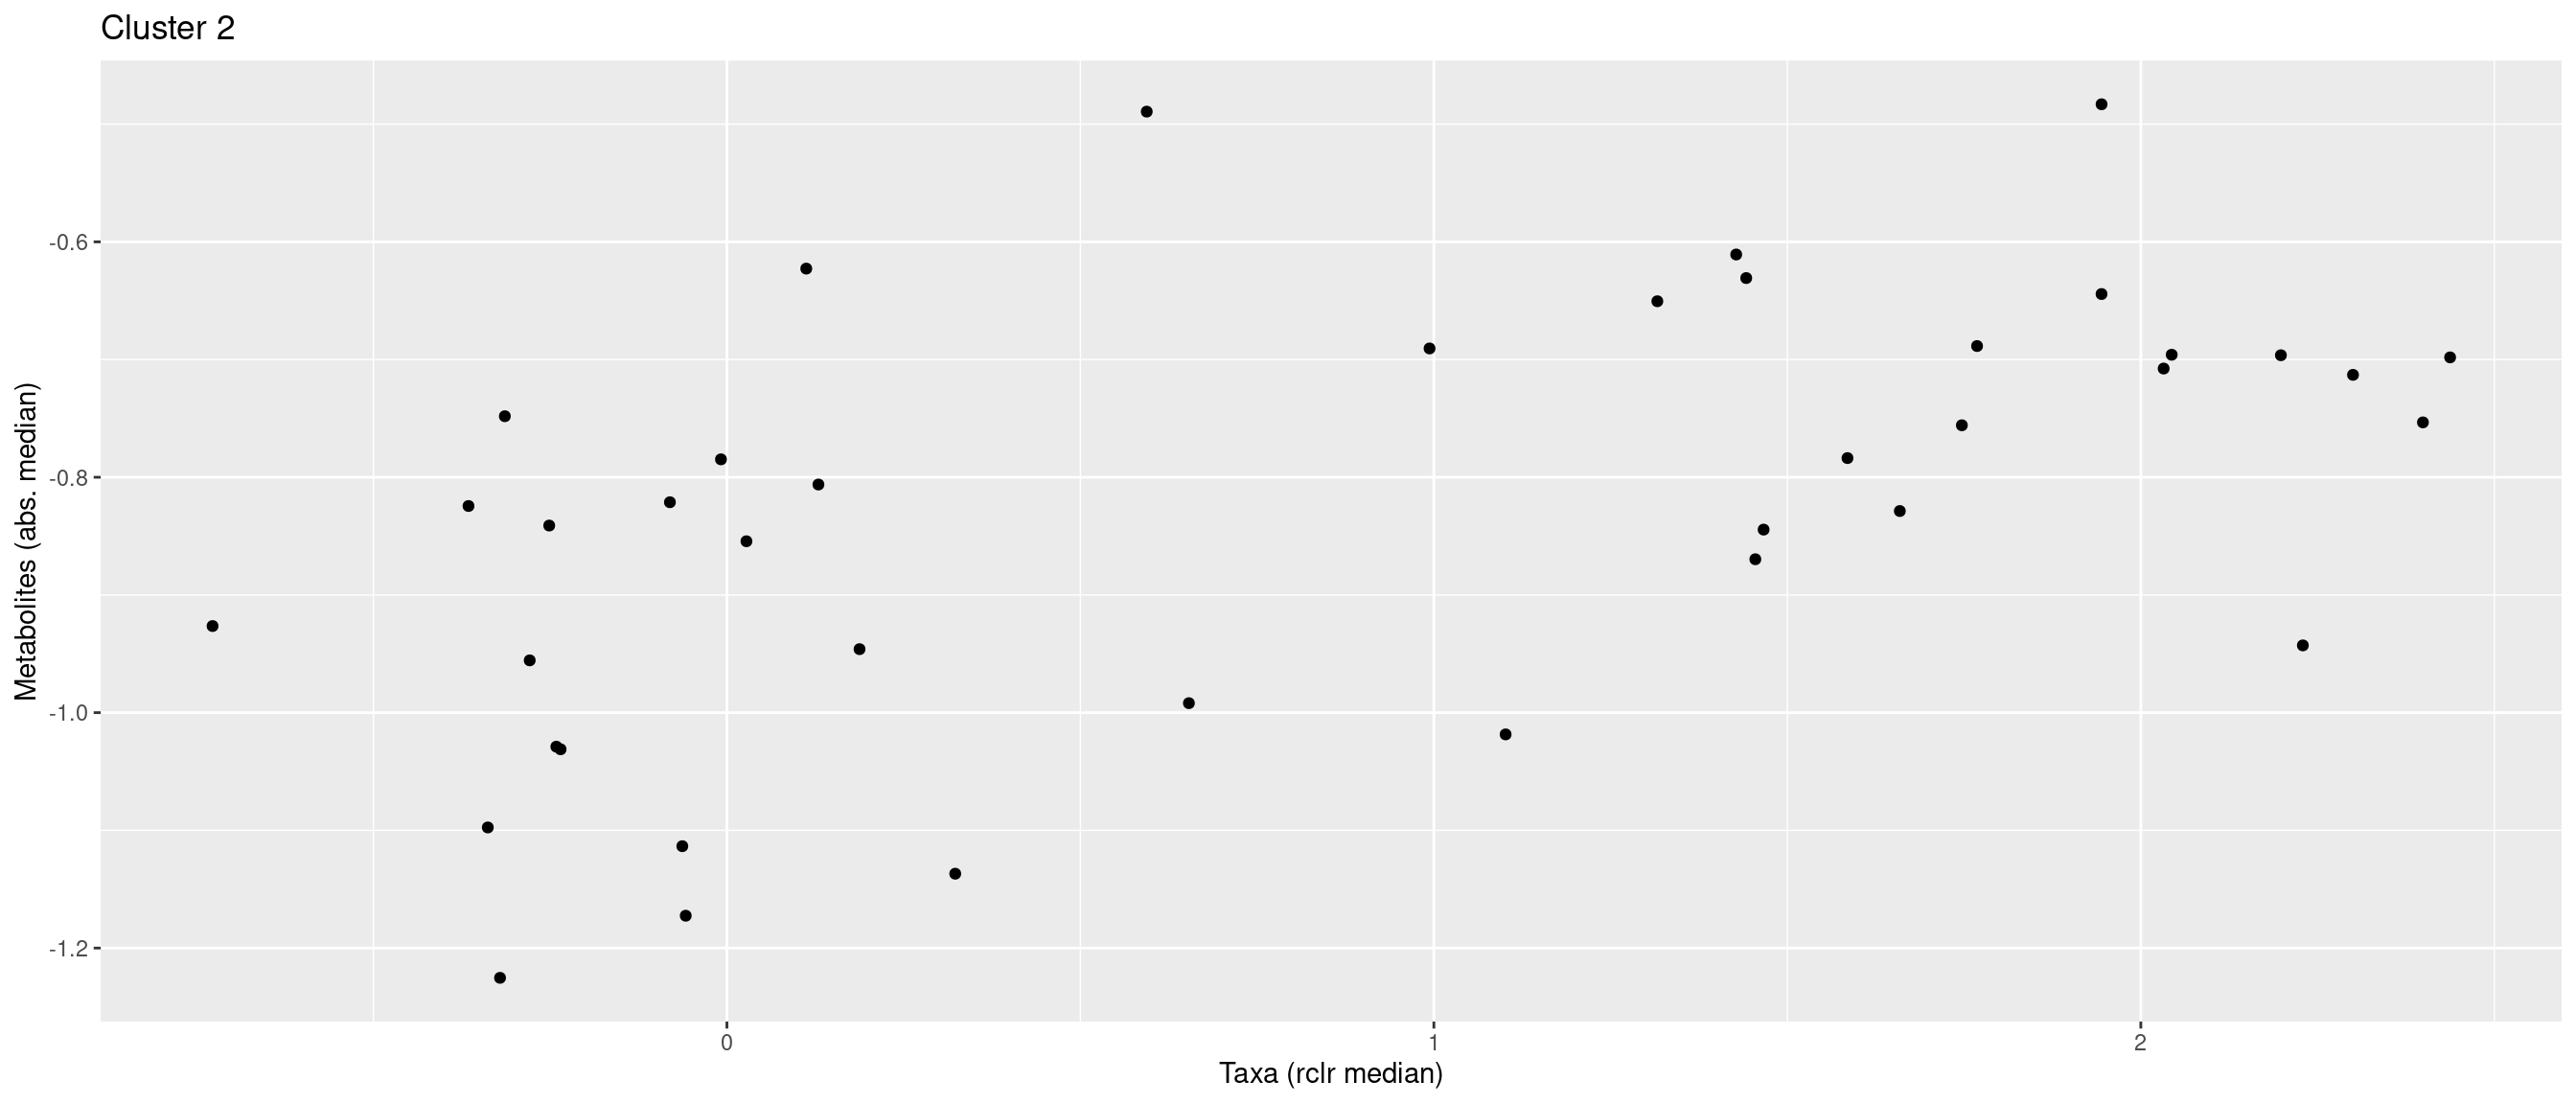 Cluster 2
Metabolites (abs. median)
-0.6
-0.8
-1.0
-1.2
0 1 2
Taxa (rclr median)